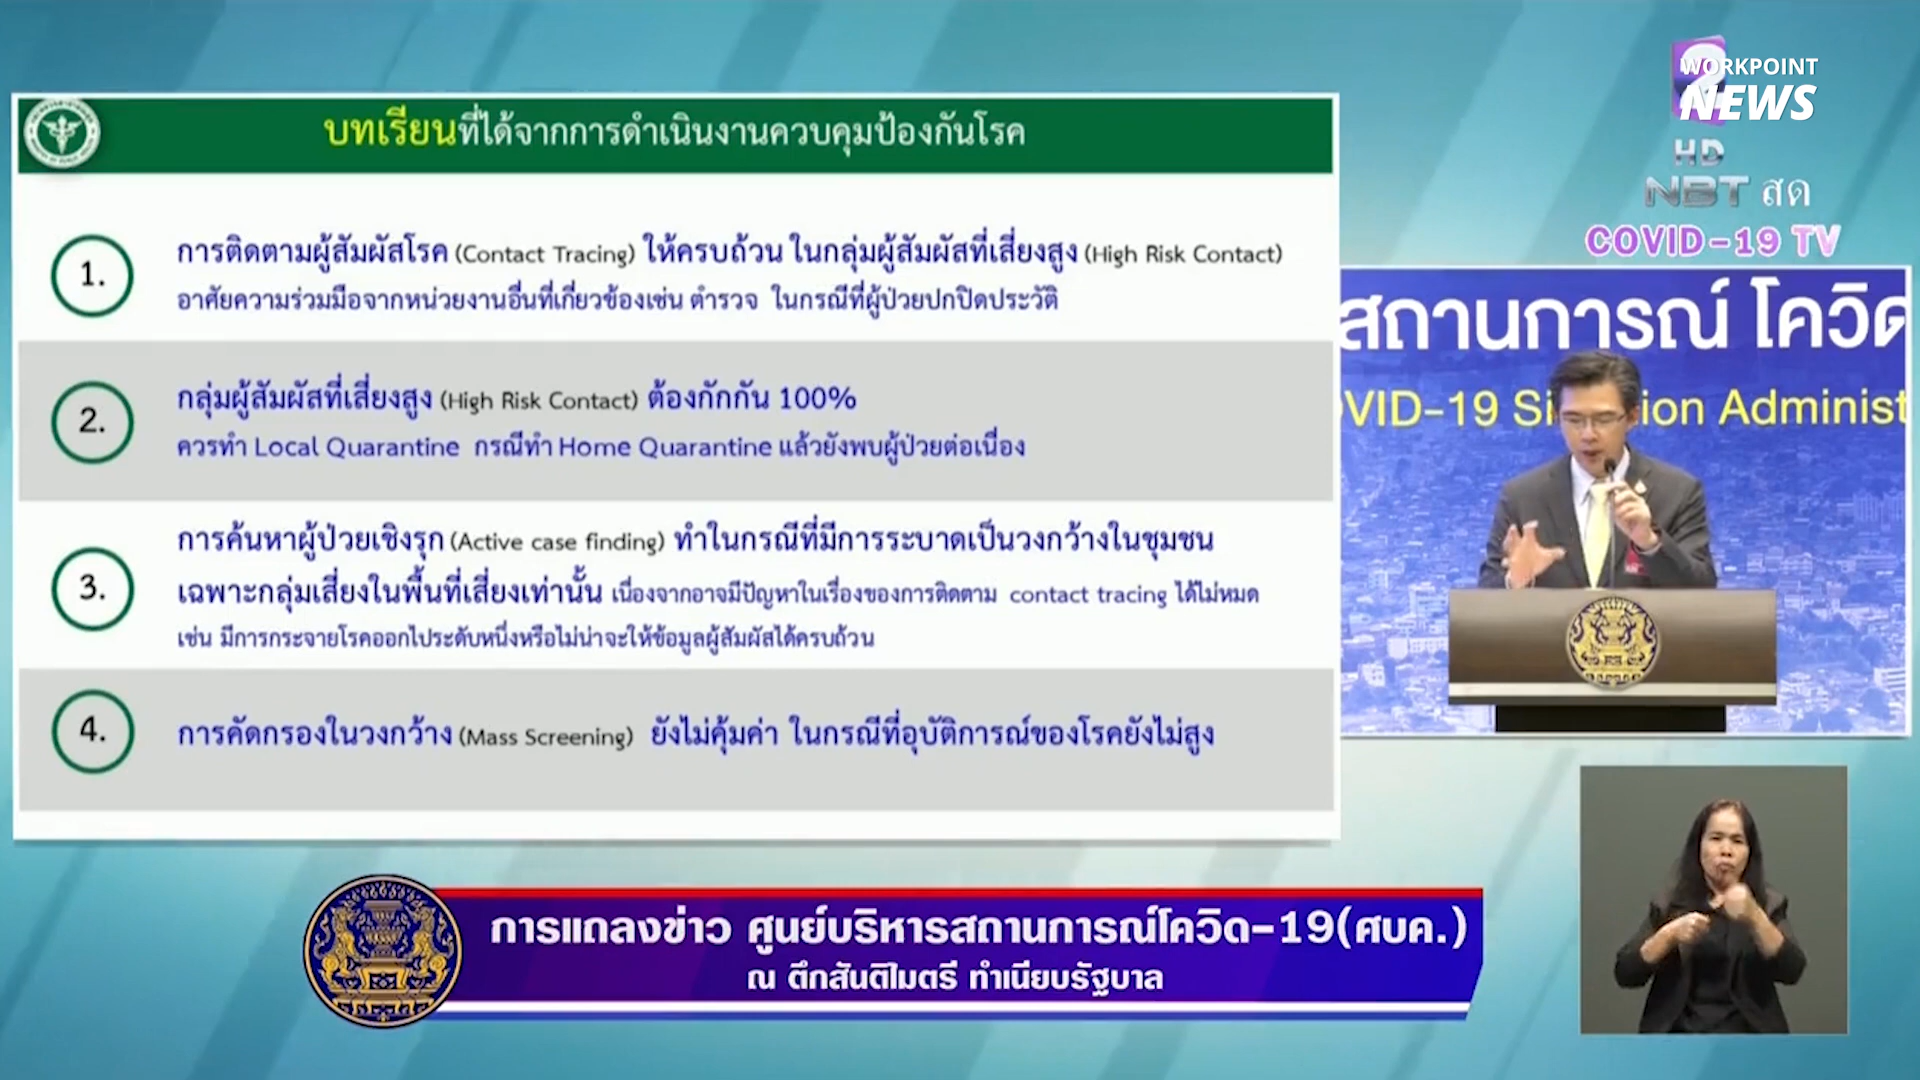 WORKPOINT
NEWS
2
HD
NBT สด
COVID-19 TV
บทเรียนที่ได้จากการดำเนินงานควบคุมป้องกันโรค
1.
การติดตามผู้สัมผัสโรค (Contact Tracing) ให้ครบถ้วน ในกลุ่มผู้สัมผัสที่เสี่ยงสูง (High Risk Contact)
อาศัยความร่วมมือจากหน่วยงานอื่นที่เกี่ยวข้องเช่น ตำรวจ ในกรณีที่ผู้ป่วยปกปิดประวัติ
2.
กลุ่มผู้สัมผัสที่เสี่ยงสูง (High Risk Contact) ต้องกักกัน 100%
ควรทำ Local Quarantine กรณีทำ Home Quarantine แล้วยังพบผู้ป่วยต่อเนื่อง
3.
การค้นหาผู้ป่วยเชิงรุก (Active case finding) ทำในกรณีที่มีการระบาดเป็นวงกว้างในชุมชน
เฉพาะกลุ่มเสี่ยงในพื้นที่เสี่ยงเท่านั้น เนื่องจากอาจมีปัญหาในเรื่องของการติดตาม contact tracing ได้ไม่หมด
เช่น มีการกระจายโรคออกไประดับหนึ่งหรือไม่น่าจะให้ข้อมูลผู้สัมผัสได้ครบถ้วน
4.
การคัดกรองในวงกว้าง (Mass Screening) ยังไม่คุ้มค่า ในกรณีที่อุบัติการณ์ของโรคยังไม่สูง
สถานการณ์ โควิด
OVID-19 Si ion Administ
การแถลงข่าว ศูนย์บริหารสถานการณ์โควิด-19(ศบค.)
ณ ตึกสันติไมตรี ทำเนียบรัฐบาล